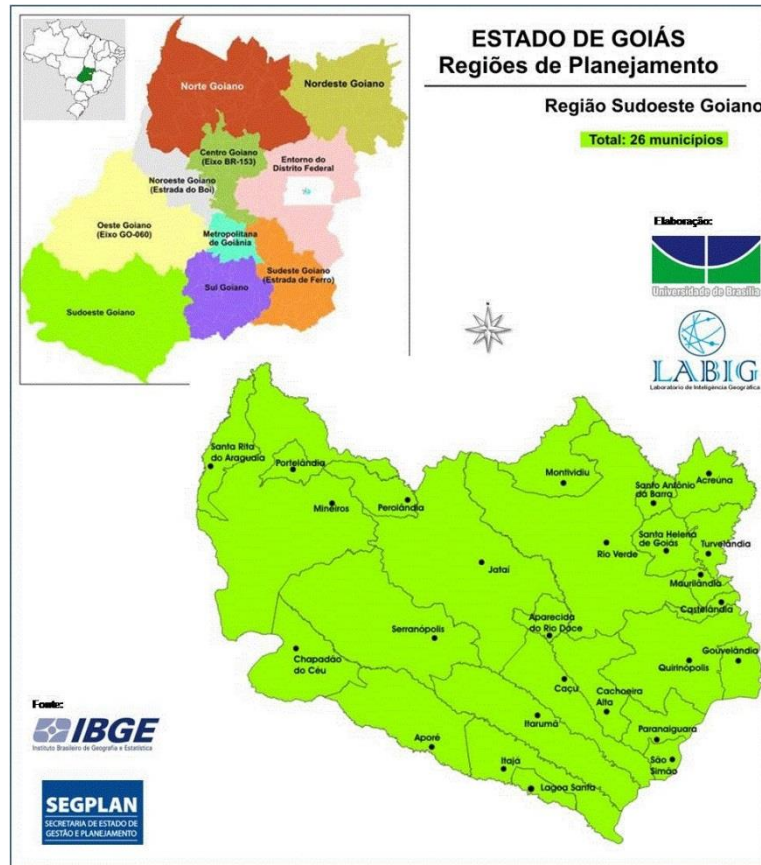 ESTADO DE GOIÁS
Regiões de Planejamento
Região Sudoeste Goiano
Total: 26 municípios
Norte Goiano
Nordeste Goiano
Centro Goiano
(Eixo BR-153)
Entorno do
Distrito Federal
Noroeste Goiano
(Estrada do Boi)
Oeste Goiano
(Eixo GO-060)
Metropolitana
de Goiânia
Sudeste Goiano
(Estrada de Ferro)
Sul Goiano
Sudoeste Goiano
Elaboração:
Universidade de Brasília
LABIG
Laboratório de Inteligência Geográfica
Santa Rita
do Araguaia
Portelândia
Mineiros
Perolândia
Montividiu
Santo Antônio
da Barra
Acreúna
Santa Helena
de Goiás
Turvelândia
Rio Verde
Jataí
Maurilândia
Castelândia
Aparecida
do Rio Doce
Serranópolis
Gouvelândia
Quirinópolis
Chapadão
do Céu
Caçu
Cachoeira
Alta
Itarumã
Paranaiguara
Aporé
Itajá
São
Simão
Lagoa Santa
Fonte:
IBGE
Instituto Brasileiro de Geografia e Estatística
SEGPLAN
SECRETARIA DE ESTADO DE
GESTÃO E PLANEJAMENTO